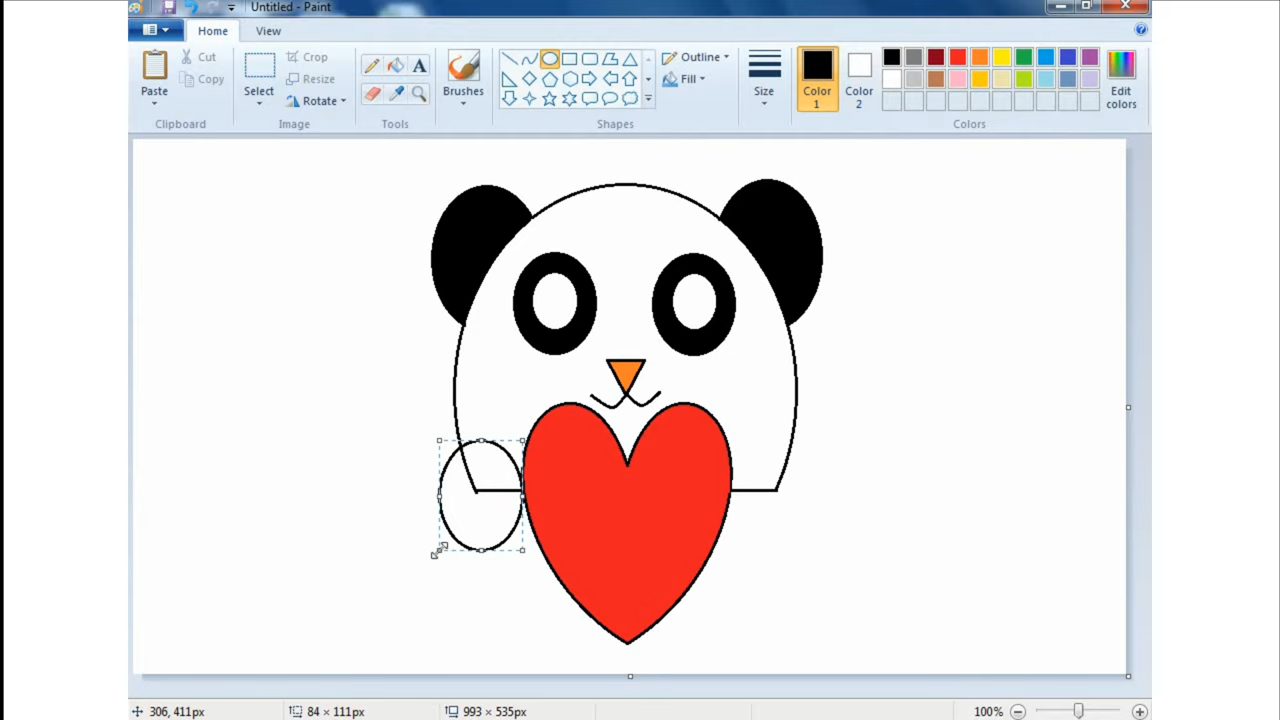 Untitled - Paint
Home View
Paste
Cut
Copy
Clipboard
Select
Crop
Resize
Rotate
Image
A
Tools
Brushes
Outline
Fill
Shapes
Size
Color 1
Color 2
Edit colors
Colors
306, 411px 84 × 111px 993 × 535px 100%